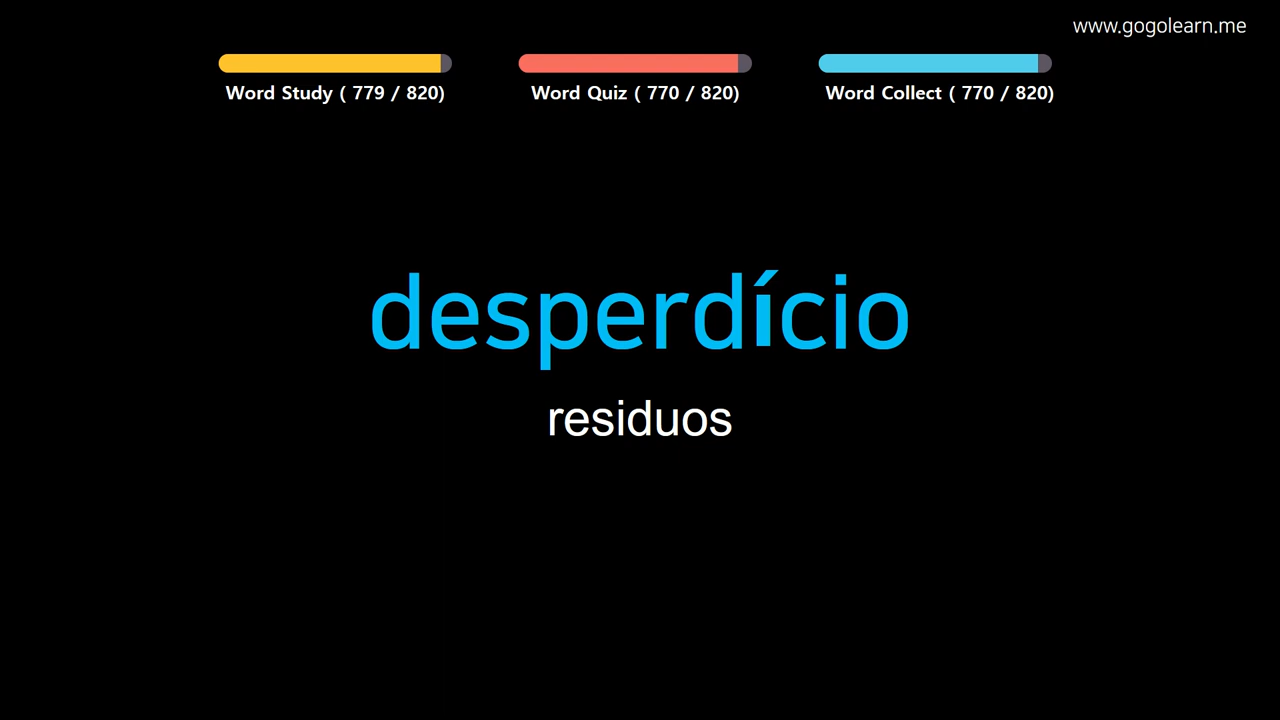 www.gogolearn.me
Word Study ( 779 / 820)
Word Quiz ( 770 / 820)
Word Collect ( 770 / 820)
desperdício
residuos